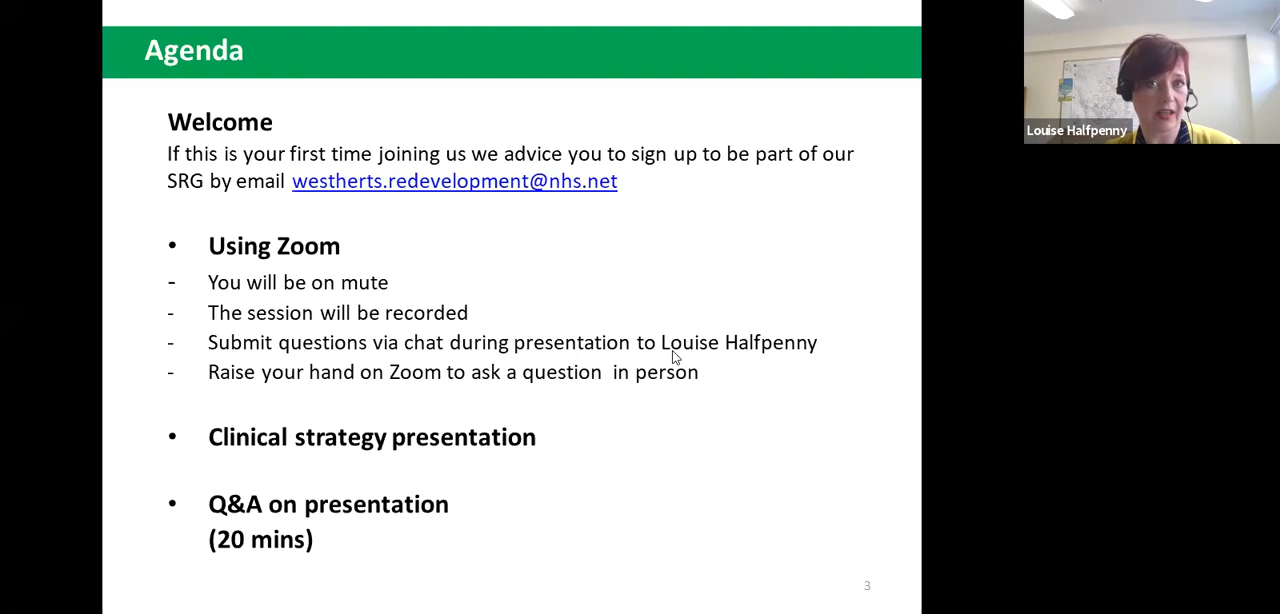 Agenda
Welcome
If this is your first time joining us we advice you to sign up to be part of our
SRG by email westherts.redevelopment@nhs.net
• Using Zoom
- You will be on mute
- The session will be recorded
- Submit questions via chat during presentation to Louise Halfpenny
- Raise your hand on Zoom to ask a question  in person
• Clinical strategy presentation
• Q&A on presentation
(20 mins)
3
Louise Halfpenny